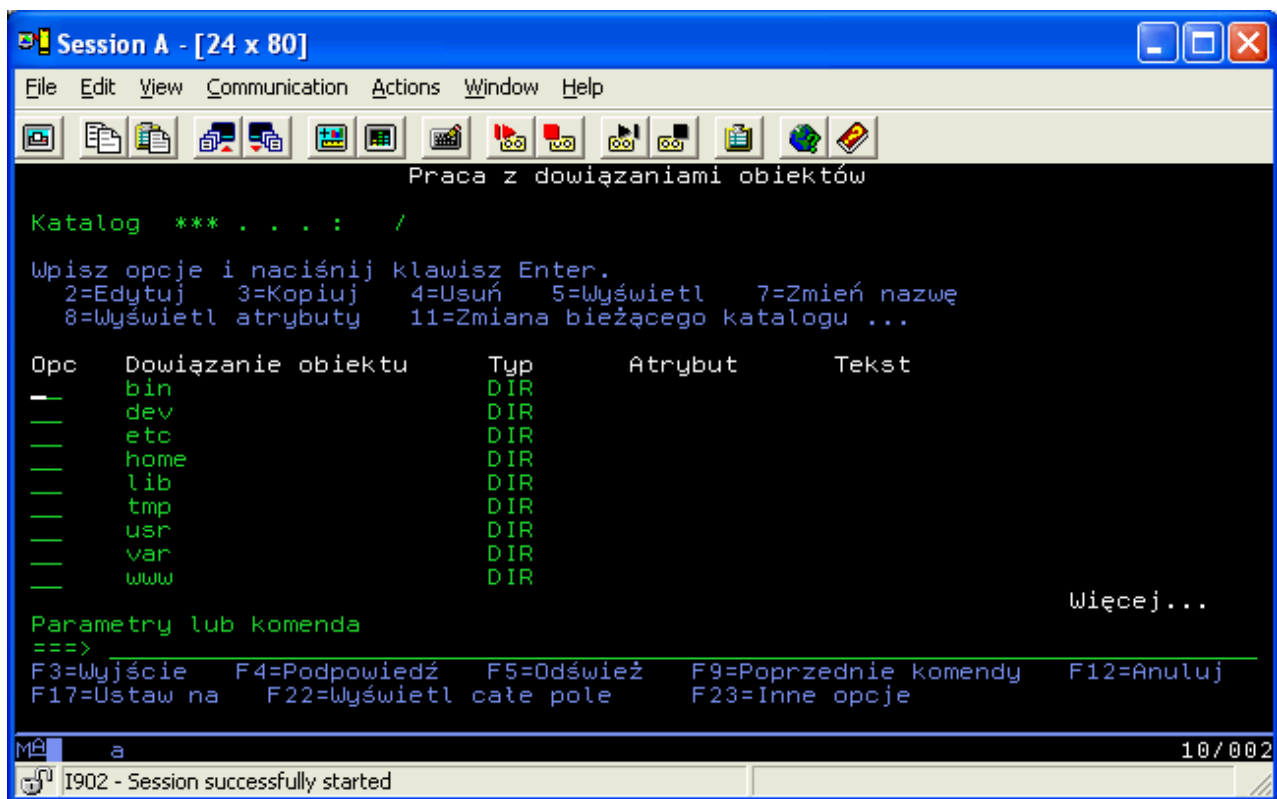 Session A - [24 x 80]
File Edit View Communication Actions Window Help
Praca z dowiązaniami obiektów
Katalog *** . . . : /
Wpisz opcje i naciśnij klawisz Enter.
2=Edytuj 3=Kopiuj 4=Usuń 5=Wyświetl 7=Zmień nazwę
8=Wyświetl atrybuty 11=Zmiana bieżącego katalogu ...
Opc Dowiązanie obiektu Typ Atrybut Tekst
bin DIR
dev DIR
etc DIR
home DIR
lib DIR
tmp DIR
usr DIR
var DIR
www DIR
Więcej...
Parametry lub komenda
===>
F3=Wyjście F4=Podpowiedź F5=Odśwież F9=Poprzednie komendy F12=Anuluj
F17=Ustaw na F22=Wyświetl całe pole F23=Inne opcje
MA a 10/002
I902 - Session successfully started